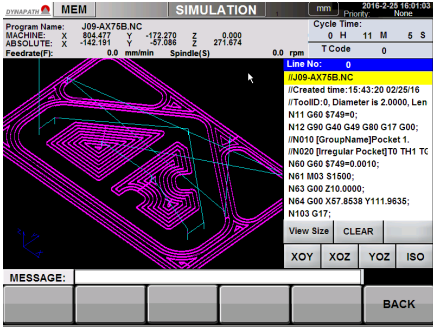 DYNAPATH MEM SIMULATION mm Priority: None 2016-2-25 16:01:03
Program Name: J09-AX75B.NC
MACHINE: X 804.477 Y -172.270 Z 0.000
ABSOLUTE: X -142.191 Y -57.086 Z 271.674
Feedrate(F): 0.0 mm/min Spindle(S) 0.0 rpm
Cycle Time:
0 H 11 M 5 S
T Code 0
Line No: 0
//J09-AX75B.NC
//Created time:15:43:20 02/25/16
//ToolID:0, Diameter is 2.0000, Len
N11 G60 $749=0;
N12 G90 G40 G49 G80 G17 G00;
//N010 [GroupName]Pocket 1.
//N020 [Irregular Pocket]T0 TH1 TC
N60 G60 $749=0.0010;
N61 M03 S1500;
N63 G00 Z10.0000;
N64 G00 X57.8538 Y111.9635;
N103 G17;
View Size CLEAR
XOY XOZ YOZ ISO
MESSAGE:
BACK